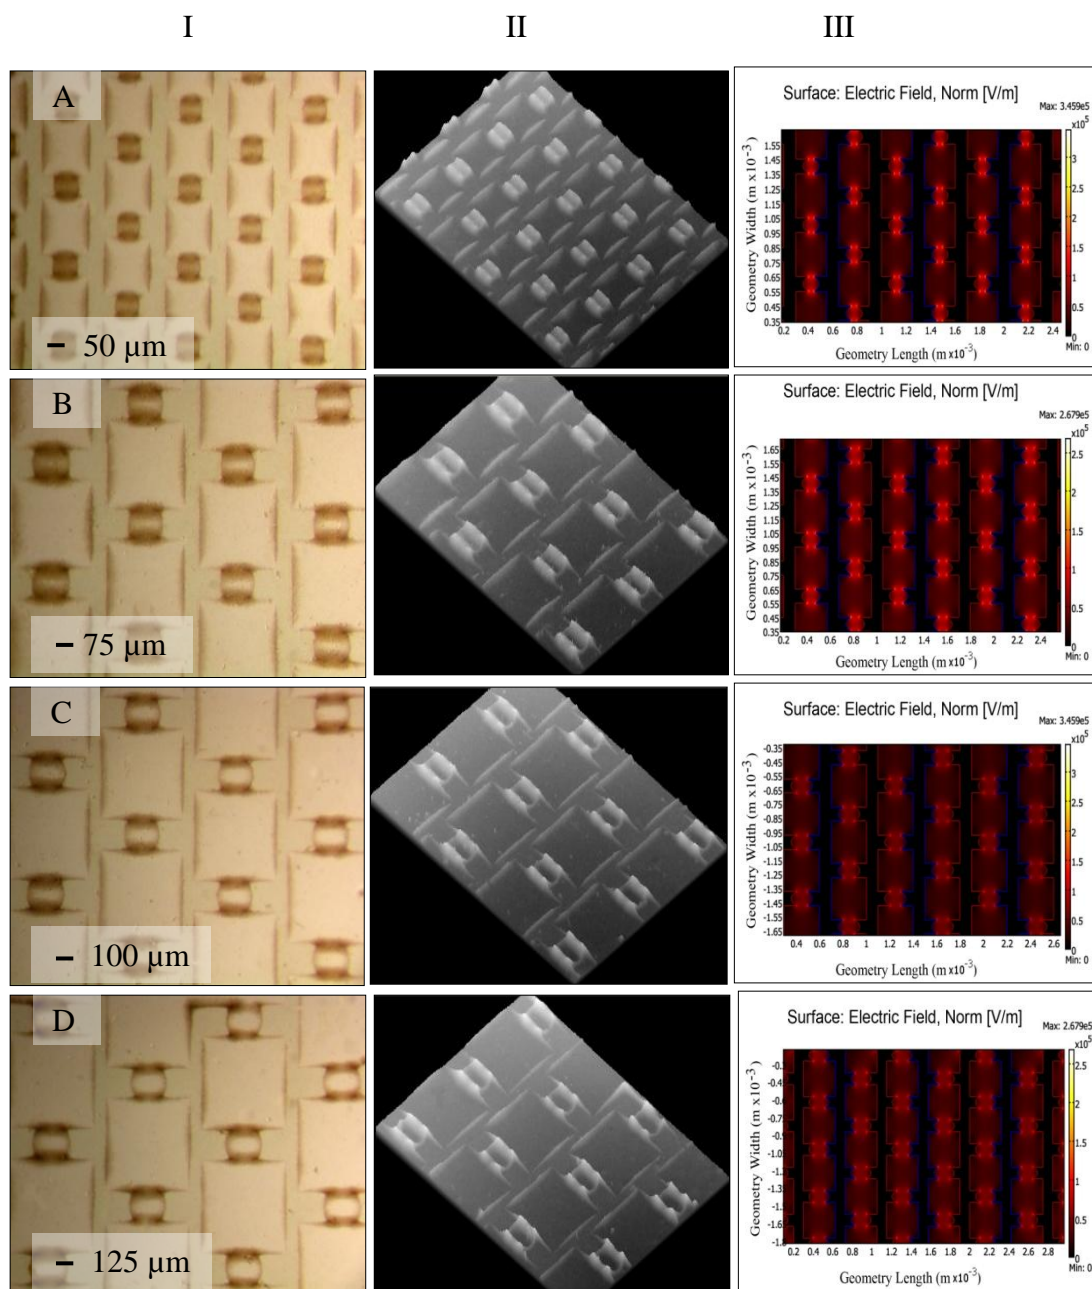 I II III
A
50 µm
Surface: Electric Field, Norm [V/m]
Max: 3.459e5
x10⁵
3
2.5
2
1.5
1
0.5
0
Min: 0
Geometry Width (m x10⁻³)
1.55
1.45
1.35
1.25
1.15
1.05
0.95
0.85
0.75
0.65
0.55
0.45
0.35
0.2 0.4 0.6 0.8 1 1.2 1.4 1.6 1.8 2 2.2 2.4
Geometry Length (m x10⁻³)
B
75 µm
Surface: Electric Field, Norm [V/m]
Max: 2.679e5
x10⁵
2.5
2
1.5
1
0.5
0
Min: 0
Geometry Width (m x10⁻³)
1.65
1.55
1.45
1.35
1.25
1.15
1.05
0.95
0.85
0.75
0.65
0.55
0.45
0.35
0.2 0.4 0.6 0.8 1 1.2 1.4 1.6 1.8 2 2.2 2.4
Geometry Length (m x10⁻³)
C
100 µm
Surface: Electric Field, Norm [V/m]
Max: 3.459e5
x10⁵
3
2.5
2
1.5
1
0.5
0
Min: 0
Geometry Width (m x10⁻³)
-0.35
-0.45
-0.55
-0.65
-0.75
-0.85
-0.95
-1.05
-1.15
-1.25
-1.35
-1.45
-1.55
-1.65
0.4 0.6 0.8 1 1.2 1.4 1.6 1.8 2 2.2 2.4 2.6
Geometry Length (m x10⁻³)
D
125 µm
Surface: Electric Field, Norm [V/m]
Max: 2.679e5
x10⁵
2.5
2
1.5
1
0.5
0
Min: 0
Geometry Width (m x10⁻³)
0.2 0.4 0.6 0.8 1 1.2 1.4 1.6 1.8 2 2.2 2.4 2.6 2.8
Geometry Length (m x10⁻³)